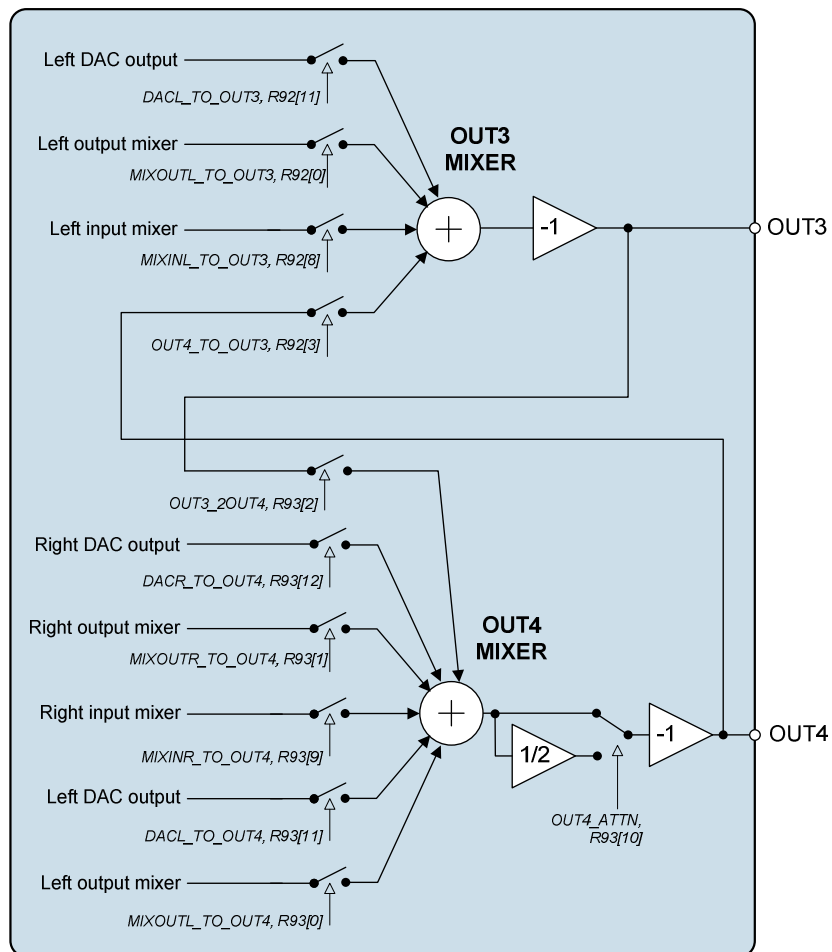 Left DAC output
DACL_TO_OUT3, R92[11]
Left output mixer
MIXOUTL_TO_OUT3, R92[0]
OUT3
MIXER
Left input mixer
MIXINL_TO_OUT3, R92[8]
+
-1
OUT3
OUT4_TO_OUT3, R92[3]
OUT3_2OUT4, R93[2]
Right DAC output
DACR_TO_OUT4, R93[12]
Right output mixer
MIXOUTR_TO_OUT4, R93[1]
OUT4
MIXER
Right input mixer
MIXINR_TO_OUT4, R93[9]
+
1/2
-1
OUT4
OUT4_ATTN,
R93[10]
Left DAC output
DACL_TO_OUT4, R93[11]
Left output mixer
MIXOUTL_TO_OUT4, R93[0]